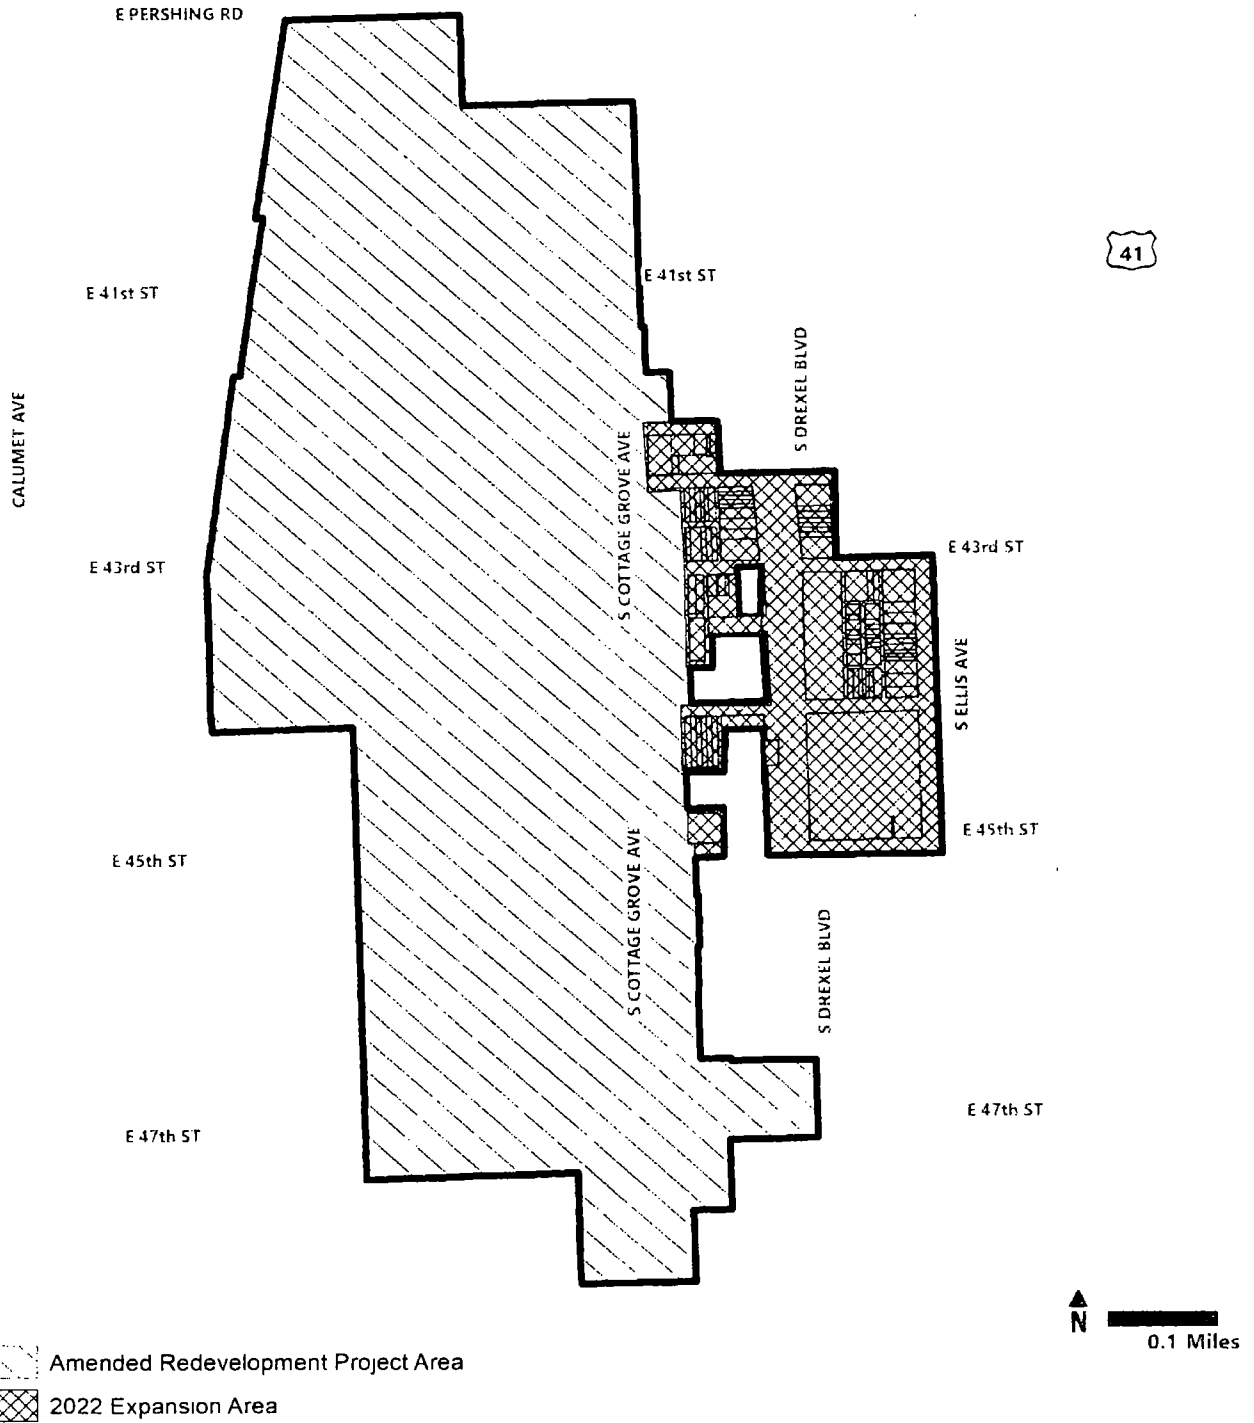 E PERSHING RD
41
E 41st ST
E 41st ST
S DREXEL BLVD
CALUMET AVE
S COTTAGE GROVE AVE
E 43rd ST
E 43rd ST
S ELLIS AVE
E 45th ST
E 45th ST
S COTTAGE GROVE AVE
S DREXEL BLVD
E 47th ST
E 47th ST
N
0.1 Miles
Amended Redevelopment Project Area
2022 Expansion Area